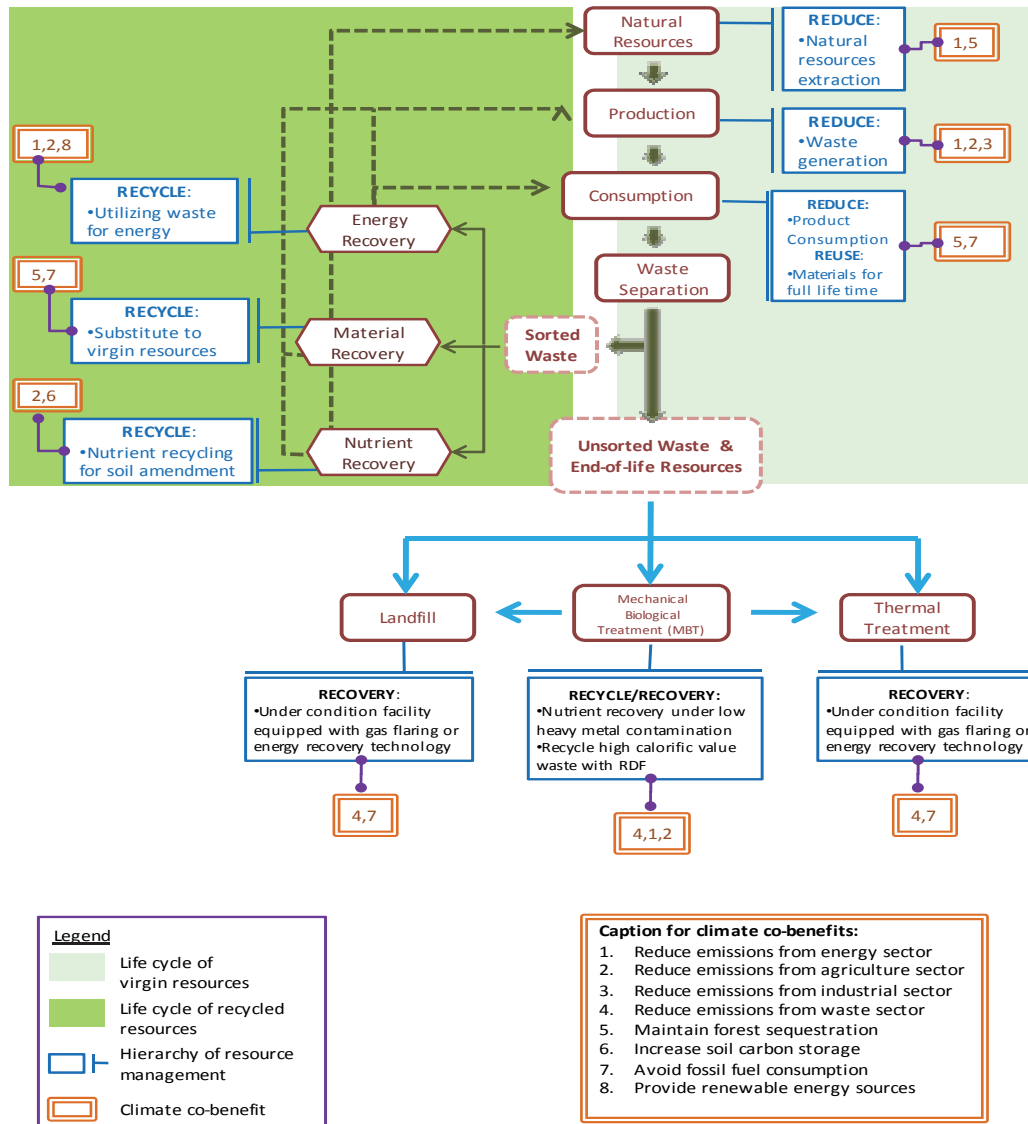 Natural
Resources
REDUCE:
•Natural
resources
extraction
1,5
Production
REDUCE:
•Waste
generation
1,2,3
1,2,8
RECYCLE:
•Utilizing waste
for energy
Energy
Recovery
Consumption
REDUCE:
•Product
Consumption
REUSE:
•Materials for
full life time
5,7
Waste
Separation
5,7
RECYCLE:
•Substitute to
virgin resources
Material
Recovery
Sorted
Waste
2,6
RECYCLE:
•Nutrient recycling
for soil amendment
Nutrient
Recovery
Unsorted Waste &
End-of-life Resources
Landfill
Mechanical
Biological
Treatment (MBT)
Thermal
Treatment
RECOVERY:
•Under condition facility
equipped with gas flaring or
energy recovery technology
4,7
RECYCLE/RECOVERY:
•Nutrient recovery under low
heavy metal contamination
•Recycle high calorific value
waste with RDF
4,1,2
RECOVERY:
•Under condition facility
equipped with gas flaring or
energy recovery technology
4,7
Legend
Life cycle of
virgin resources
Life cycle of recycled
resources
Hierarchy of resource
management
Climate co-benefit
Caption for climate co-benefits:
1. Reduce emissions from energy sector
2. Reduce emissions from agriculture sector
3. Reduce emissions from industrial sector
4. Reduce emissions from waste sector
5. Maintain forest sequestration
6. Increase soil carbon storage
7. Avoid fossil fuel consumption
8. Provide renewable energy sources